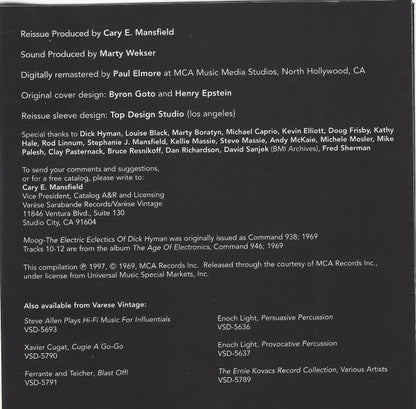 Reissue Produced by Cary E. Mansfield
Sound Produced by Marty Wekser
Digitally remastered by Paul Elmore at MCA Music Media Studios, North Hollywood, CA
Original cover design: Byron Goto and Henry Epstein
Reissue sleeve design: Top Design Studio (los angeles)
Special thanks to Dick Hyman, Louise Black, Marty Boratyn, Michael Caprio, Kevin Elliott, Doug Frisby, Kathy
Hale, Rod Linnum, Stephanie J. Mansfield, Kellie Massie, Steve Massie, Andy McKaie, Michele Mosler, Mike
Palesh, Clay Pasternack, Bruce Resnikoff, Dan Richardson, David Sanjek (BMI Archives), Fred Sherman
To send your comments and suggestions,
or for a free catalog, please write to:
Cary E. Mansfield
Vice President, Catalog A&R and Licensing
Varèse Sarabande Records/Varèse Vintage
11846 Ventura Blvd., Suite 130
Studio City, CA 91604
Moog-The Electric Eclectics Of Dick Hyman was originally issued as Command 938; 1969
Tracks 10-12 are from the album The Age Of Electronics, Command 946; 1969
This compilation ℗ 1997, © 1969, MCA Records Inc. Released through the courtesy of MCA Records Inc.,
under license from Universal Music Special Markets, Inc.
Also available from Varese Vintage:
Steve Allen Plays Hi-Fi Music For Influentials
VSD-5693
Xavier Cugat, Cugie A Go-Go
VSD-5790
Ferrante and Teicher, Blast Off!
VSD-5791
Enoch Light, Persuasive Percussion
VSD-5636
Enoch Light, Provocative Percussion
VSD-5637
The Ernie Kovacs Record Collection, Various Artists
VSD-5789